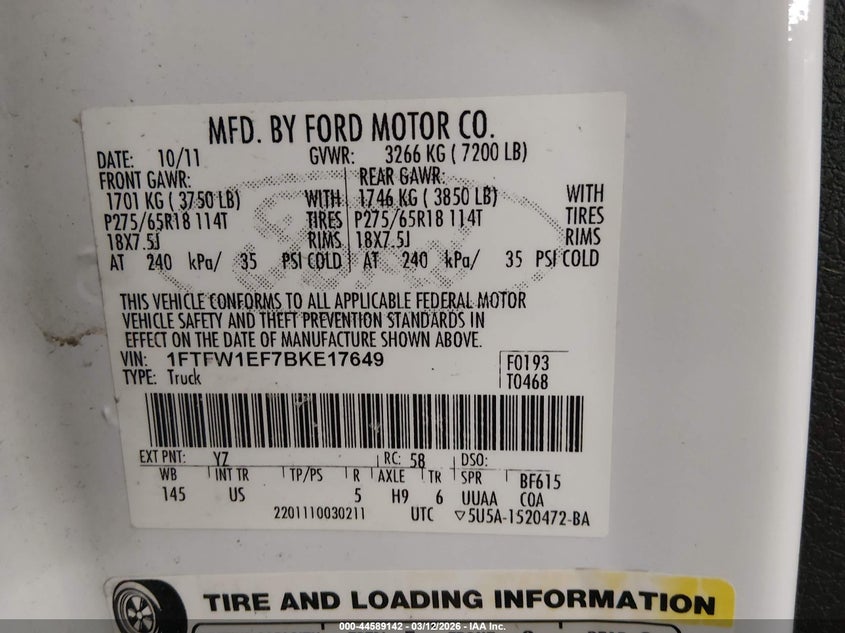 MFD. BY FORD MOTOR CO.
DATE: 10/11 GVWR: 3266 KG ( 7200 LB)
FRONT GAWR: REAR GAWR:
1701 KG ( 3750 LB) WITH 1746 KG ( 3850 LB) WITH
P275/65R18 114T TIRES P275/65R18 114T TIRES
18X7.5J RIMS 18X7.5J RIMS
AT 240 kPa/ 35 PSI COLD AT 240 kPa/ 35 PSI COLD
THIS VEHICLE CONFORMS TO ALL APPLICABLE FEDERAL MOTOR
VEHICLE SAFETY AND THEFT PREVENTION STANDARDS IN
EFFECT ON THE DATE OF MANUFACTURE SHOWN ABOVE.
VIN: 1FTFW1EF7BKE17649 F0193
TYPE: Truck T0468
EXT PNT: YZ RC: 58 DSO:
WB INT TR TP/PS R AXLE TR SPR BF615
145 US 5 H9 6 UUAA COA
2201110030211 UTC ▽5U5A-1520472-BA
TIRE AND LOADING INFORMATION
000-44589142 - 03/12/2026 - IAA Inc.